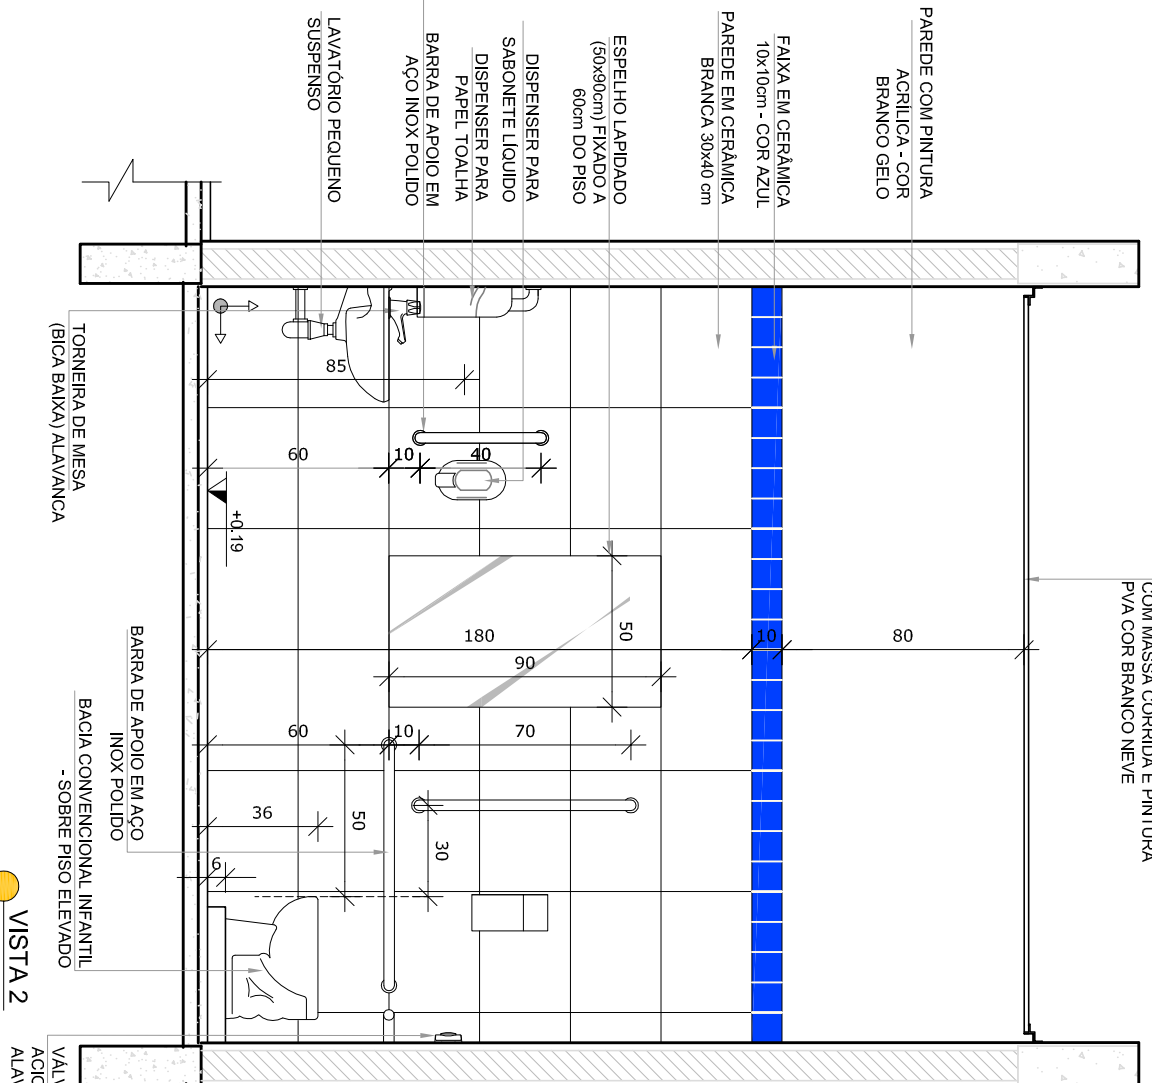 COM MASSA CORRIDA E PINTURA
PVA COR BRANCO NEVE
PAREDE COM PINTURA
ACRÍLICA - COR
BRANCO GELO
FAIXA EM CERÂMICA
10x10cm - COR AZUL
PAREDE EM CERÂMICA
BRANCA 30x40 cm
ESPELHO LAPIDADO
(50x90cm) FIXADO A
60cm DO PISO
DISPENSER PARA
SABONETE LÍQUIDO
DISPENSER PARA
PAPEL TOALHA
BARRA DE APOIO EM
AÇO INOX POLIDO
LAVATÓRIO PEQUENO
SUSPENSO
TORNEIRA DE MESA
(BICA BAIXA) ALAVANCA
BARRA DE APOIO EM AÇO
INOX POLIDO
BACIA CONVENCIONAL INFANTIL
- SOBRE PISO ELEVADO
85
60
10
40
+0.19
180
10
80
50
90
60
10
70
36
50
30
6
VISTA 2